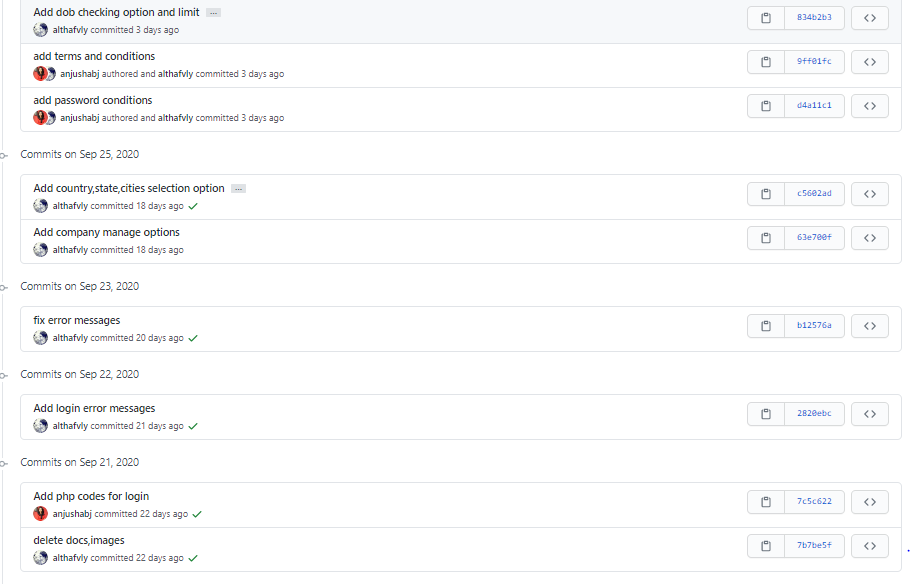 Add dob checking option and limit ...
834b2b3
althafvly committed 3 days ago
add terms and conditions
9ff01fc
anjushabj authored and althafvly committed 3 days ago
add password conditions
d4a11c1
anjushabj authored and althafvly committed 3 days ago
Commits on Sep 25, 2020
Add country,state,cities selection option ...
c5602ad
althafvly committed 18 days ago
Add company manage options
63e700f
althafvly committed 18 days ago
Commits on Sep 23, 2020
fix error messages
b12576a
althafvly committed 20 days ago
Commits on Sep 22, 2020
Add login error messages
2820ebc
althafvly committed 21 days ago
Commits on Sep 21, 2020
Add php codes for login
7c5c622
anjushabj committed 22 days ago
delete docs,images
7b7be5f
althafvly committed 22 days ago